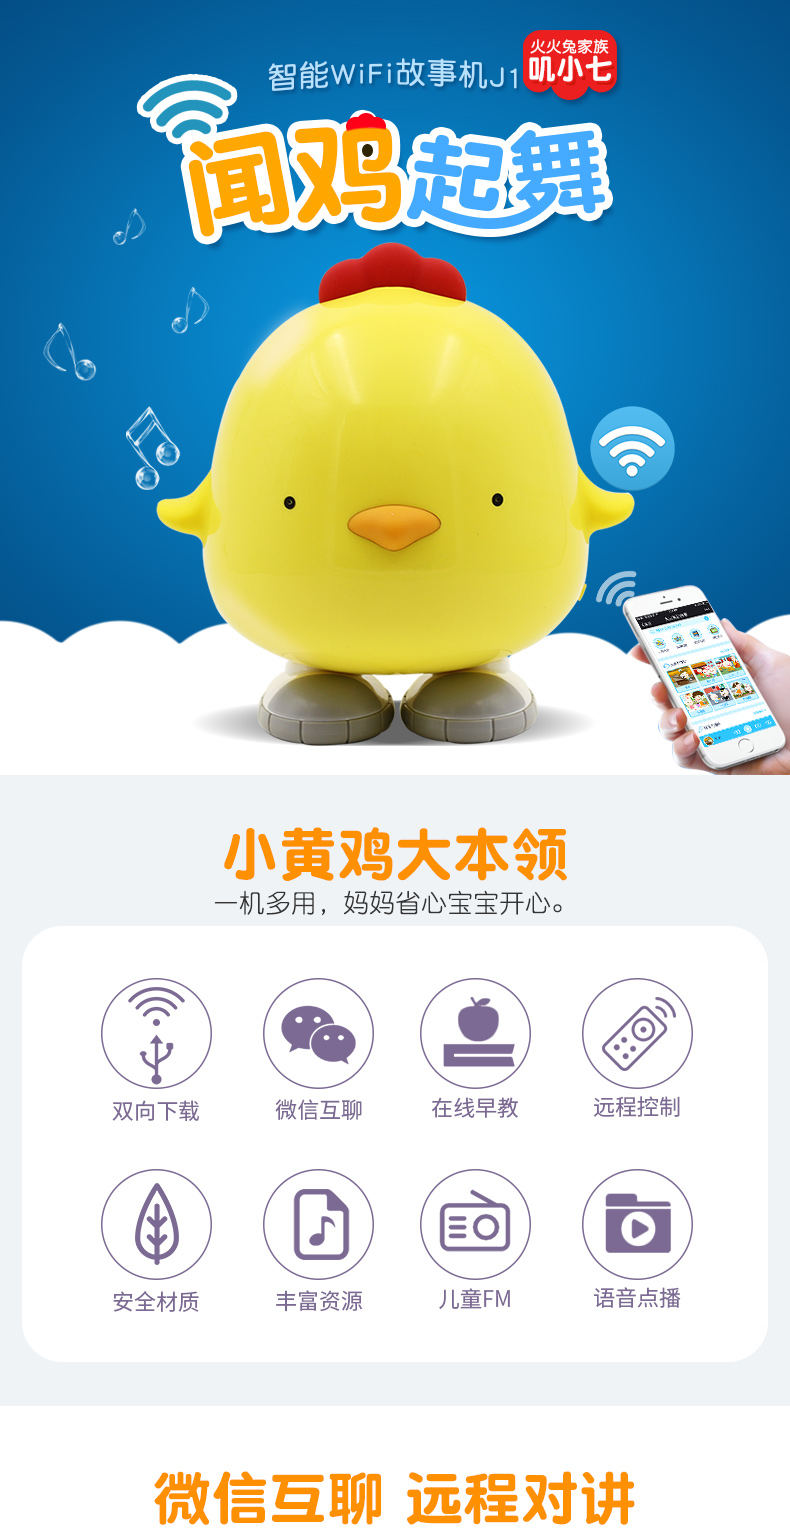 火火兔家族
智能WiFi故事机J1
叽小七
闻鸡起舞
小黄鸡大本领
一机多用，妈妈省心宝宝开心。
双向下载
微信互聊
在线早教
远程控制
安全材质
丰富资源
儿童FM
语音点播
微信互聊 远程对讲